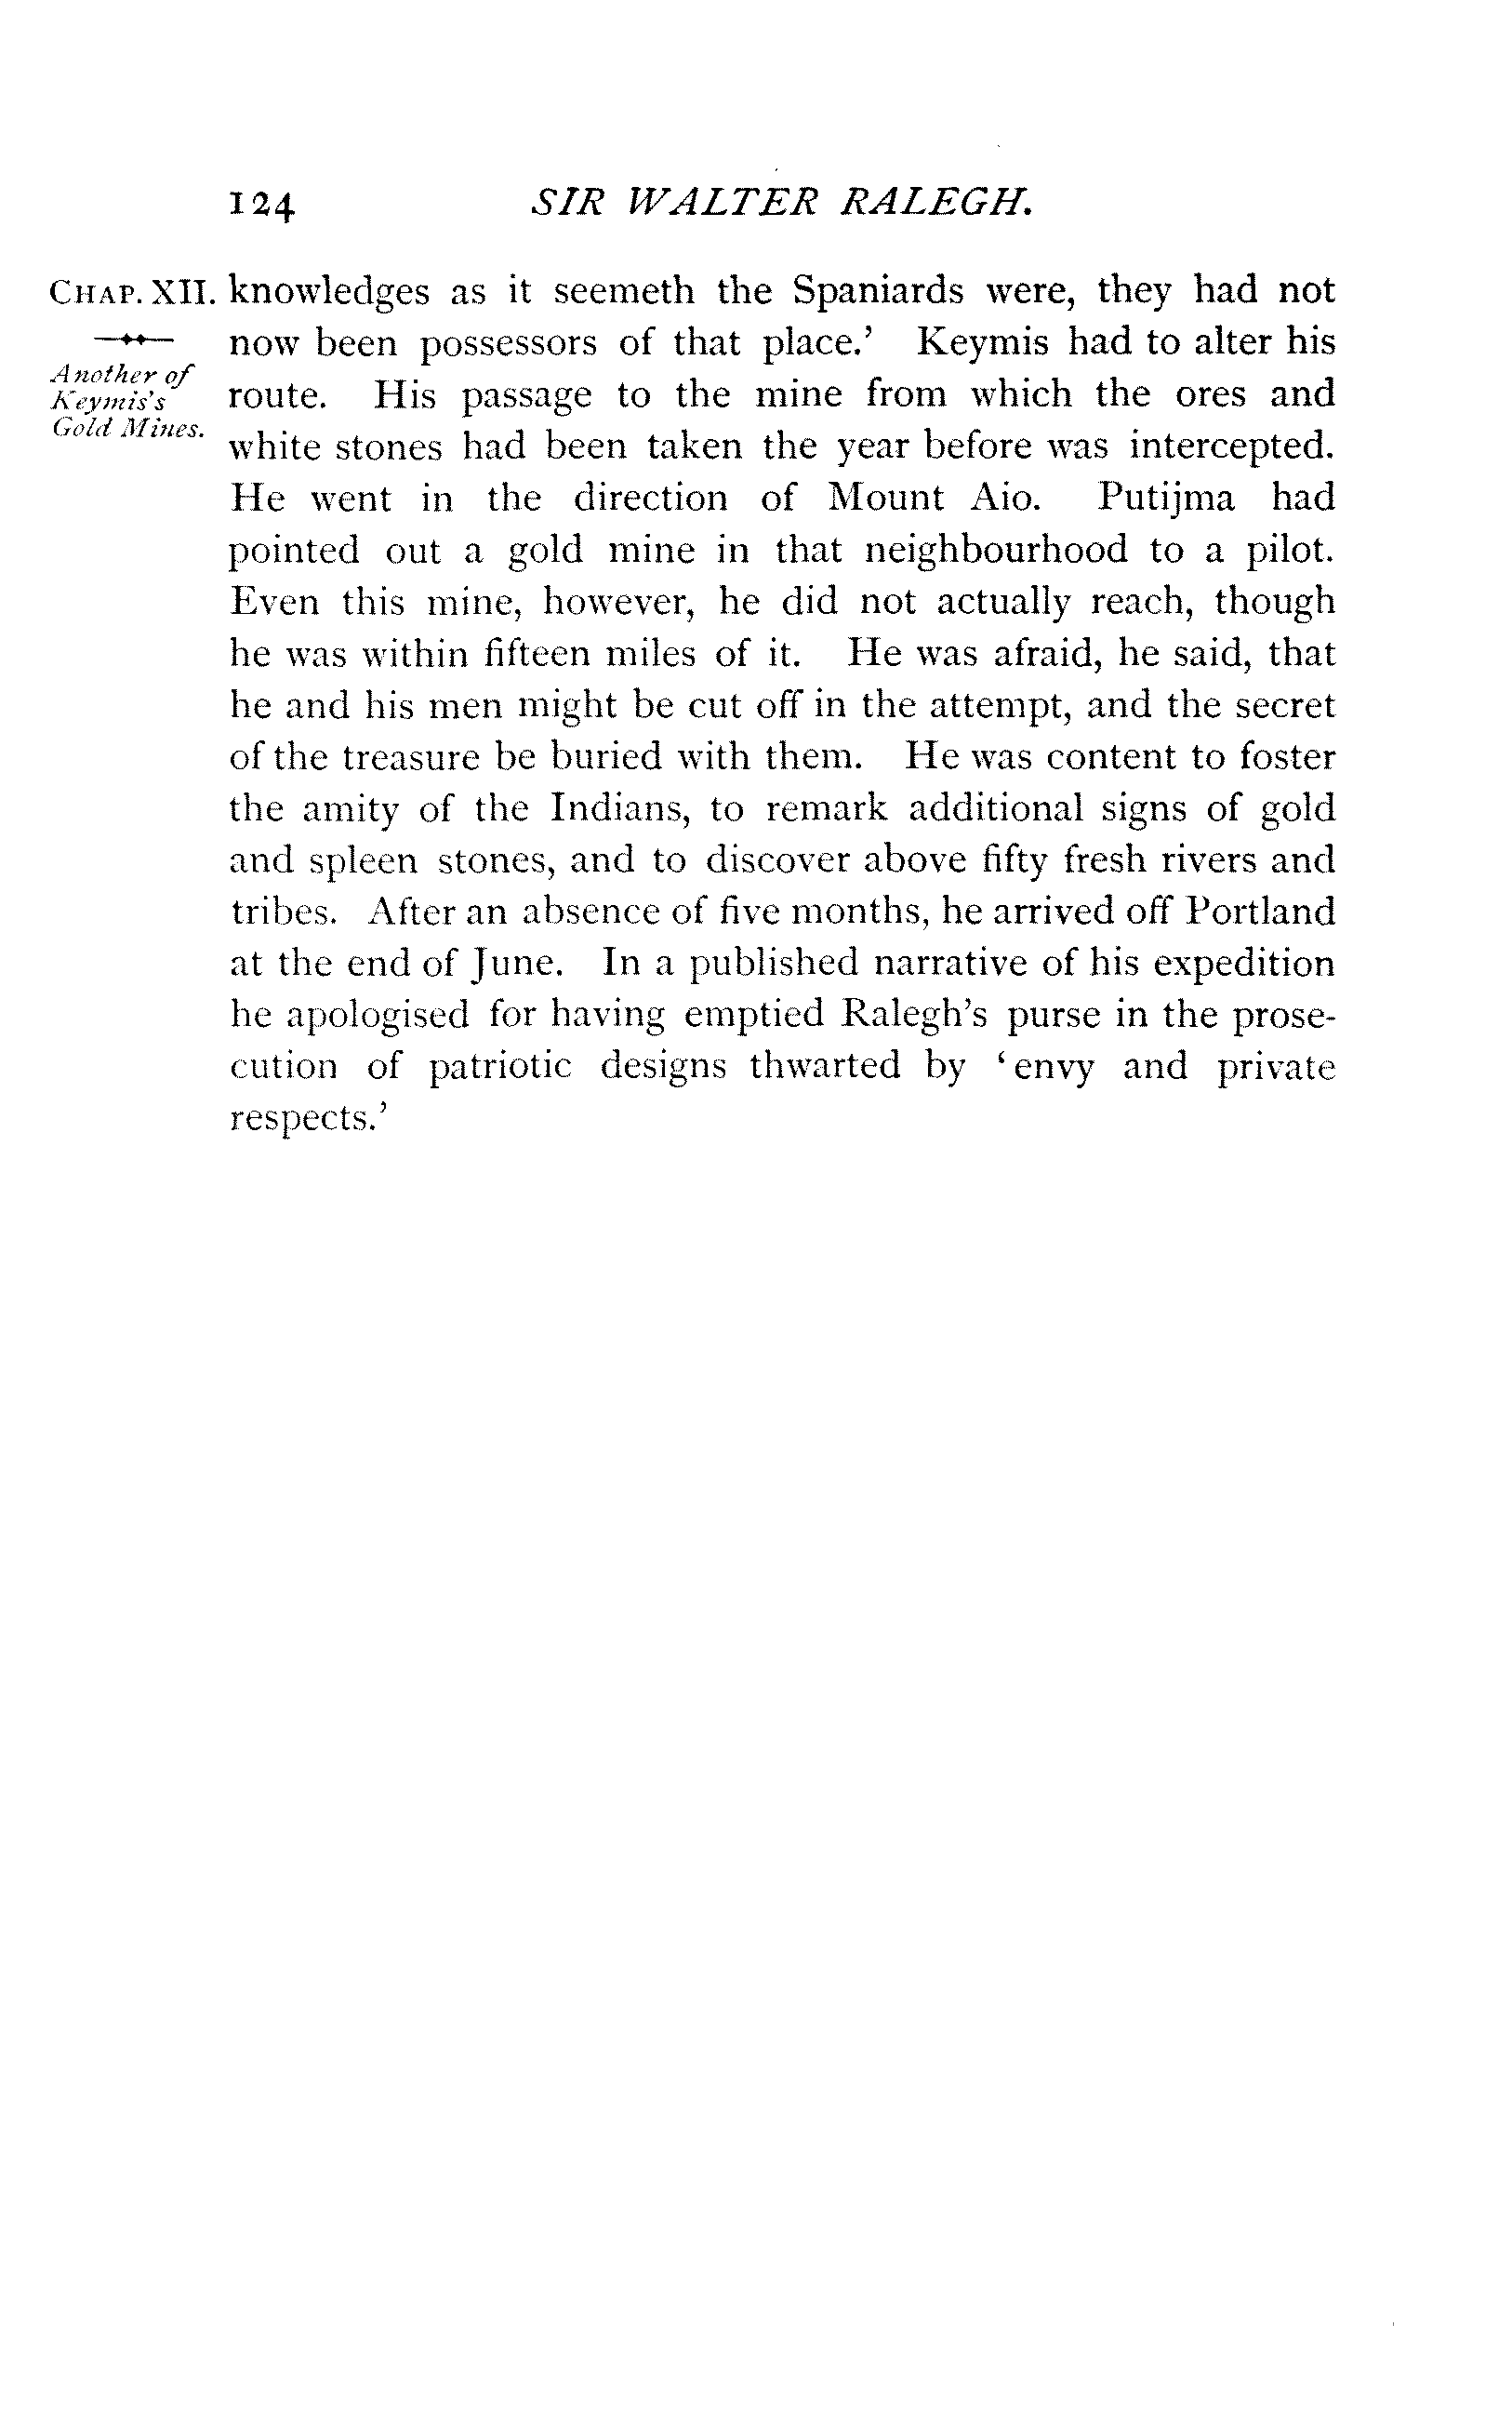 124 SIR WALTER RALEGH.
CHAP. XII.
Another of
Keymis's
Gold Mines.
knowledges as it seemeth the Spaniards were, they had not
now been possessors of that place.' Keymis had to alter his
route. His passage to the mine from which the ores and
white stones had been taken the year before was intercepted.
He went in the direction of Mount Aio. Putijma had
pointed out a gold mine in that neighbourhood to a pilot.
Even this mine, however, he did not actually reach, though
he was within fifteen miles of it. He was afraid, he said, that
he and his men might be cut off in the attempt, and the secret
of the treasure be buried with them. He was content to foster
the amity of the Indians, to remark additional signs of gold
and spleen stones, and to discover above fifty fresh rivers and
tribes. After an absence of five months, he arrived off Portland
at the end of June. In a published narrative of his expedition
he apologised for having emptied Ralegh's purse in the prose-
cution of patriotic designs thwarted by 'envy and private
respects.'